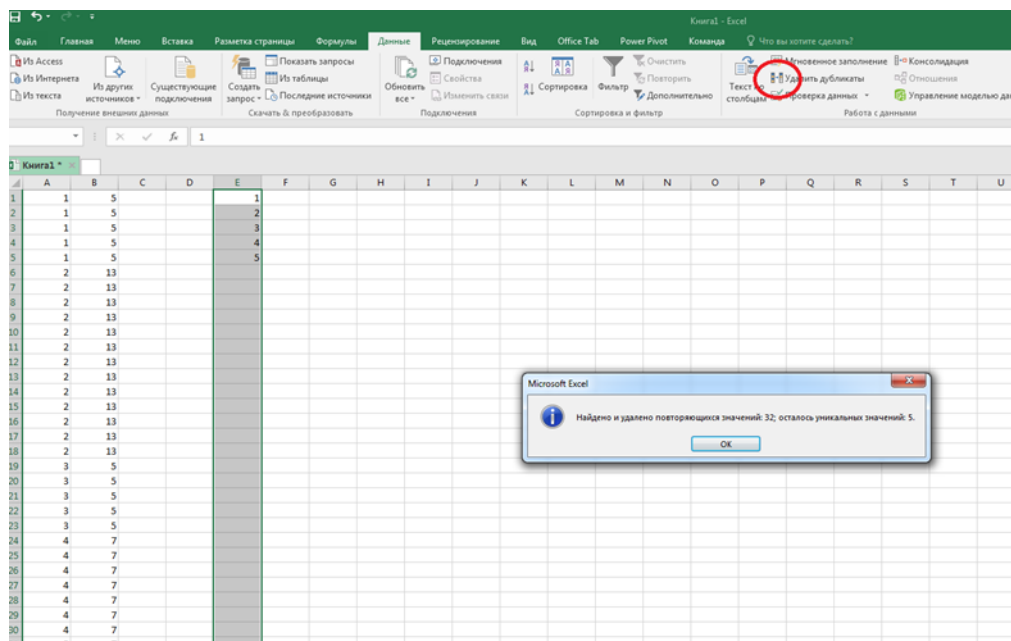 Книга1 - Excel
Файл Главная Меню Вставка Разметка страницы Формулы Данные Рецензирование Вид Office Tab Power Pivot Команда Что вы хотите сделать?
Из Access
Из Интернета
Из текста
Из других источников
Существующие подключения
Получение внешних данных
Создать запрос
Показать запросы
Из таблицы
Последние источники
Скачать & преобразовать
Обновить все
Подключения
Свойства
Изменить связи
Подключения
Сортировка
Фильтр
Очистить
Повторить
Дополнительно
Сортировка и фильтр
Текст по столбцам
Мгновенное заполнение
Удалить дубликаты
Проверка данных
Консолидация
Отношения
Управление моделью да
Работа с данными
fx 1
Книга1 *
A B C D E F G H I J K L M N O P Q R S T U
1 1 5 1
2 1 5 2
3 1 5 3
4 1 5 4
5 1 5 5
6 2 13
7 2 13
8 2 13
9 2 13
10 2 13
11 2 13
12 2 13
13 2 13
14 2 13
15 2 13
16 2 13
17 2 13
18 2 13
19 3 5
20 3 5
21 3 5
22 3 5
23 3 5
24 4 7
25 4 7
26 4 7
27 4 7
28 4 7
29 4 7
30 4 7
Microsoft Excel
Найдено и удалено повторяющихся значений: 32; осталось уникальных значений: 5.
ОК